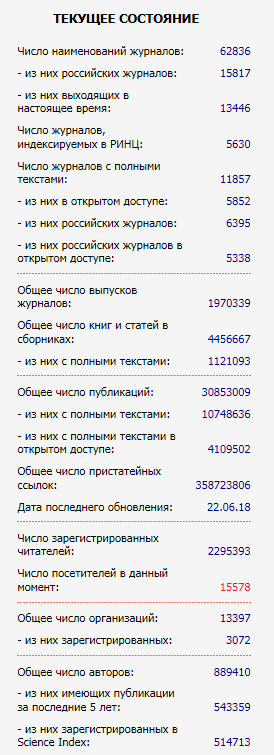 ТЕКУЩЕЕ СОСТОЯНИЕ
Число наименований журналов: 62836
- из них российских журналов: 15817
- из них выходящих в
настоящее время: 13446
Число журналов,
индексируемых в РИНЦ: 5630
Число журналов с полными
текстами: 11857
- из них в открытом доступе: 5852
- из них российских журналов: 6395
- из них российских журналов в
открытом доступе: 5338
Общее число выпусков
журналов: 1970339
Общее число книг и статей в
сборниках: 4456667
- из них с полными текстами: 1121093
Общее число публикаций: 30853009
- из них с полными текстами: 10748636
- из них с полными текстами в
открытом доступе: 4109502
Общее число пристатейных
ссылок: 358723806
Дата последнего обновления: 22.06.18
Число зарегистрированных
читателей: 2295393
Число посетителей в данный
момент: 15578
Общее число организаций: 13397
- из них зарегистрированных: 3072
Общее число авторов: 889410
- из них имеющих публикации
за последние 5 лет: 543359
- из них зарегистрированных в
Science Index: 514713